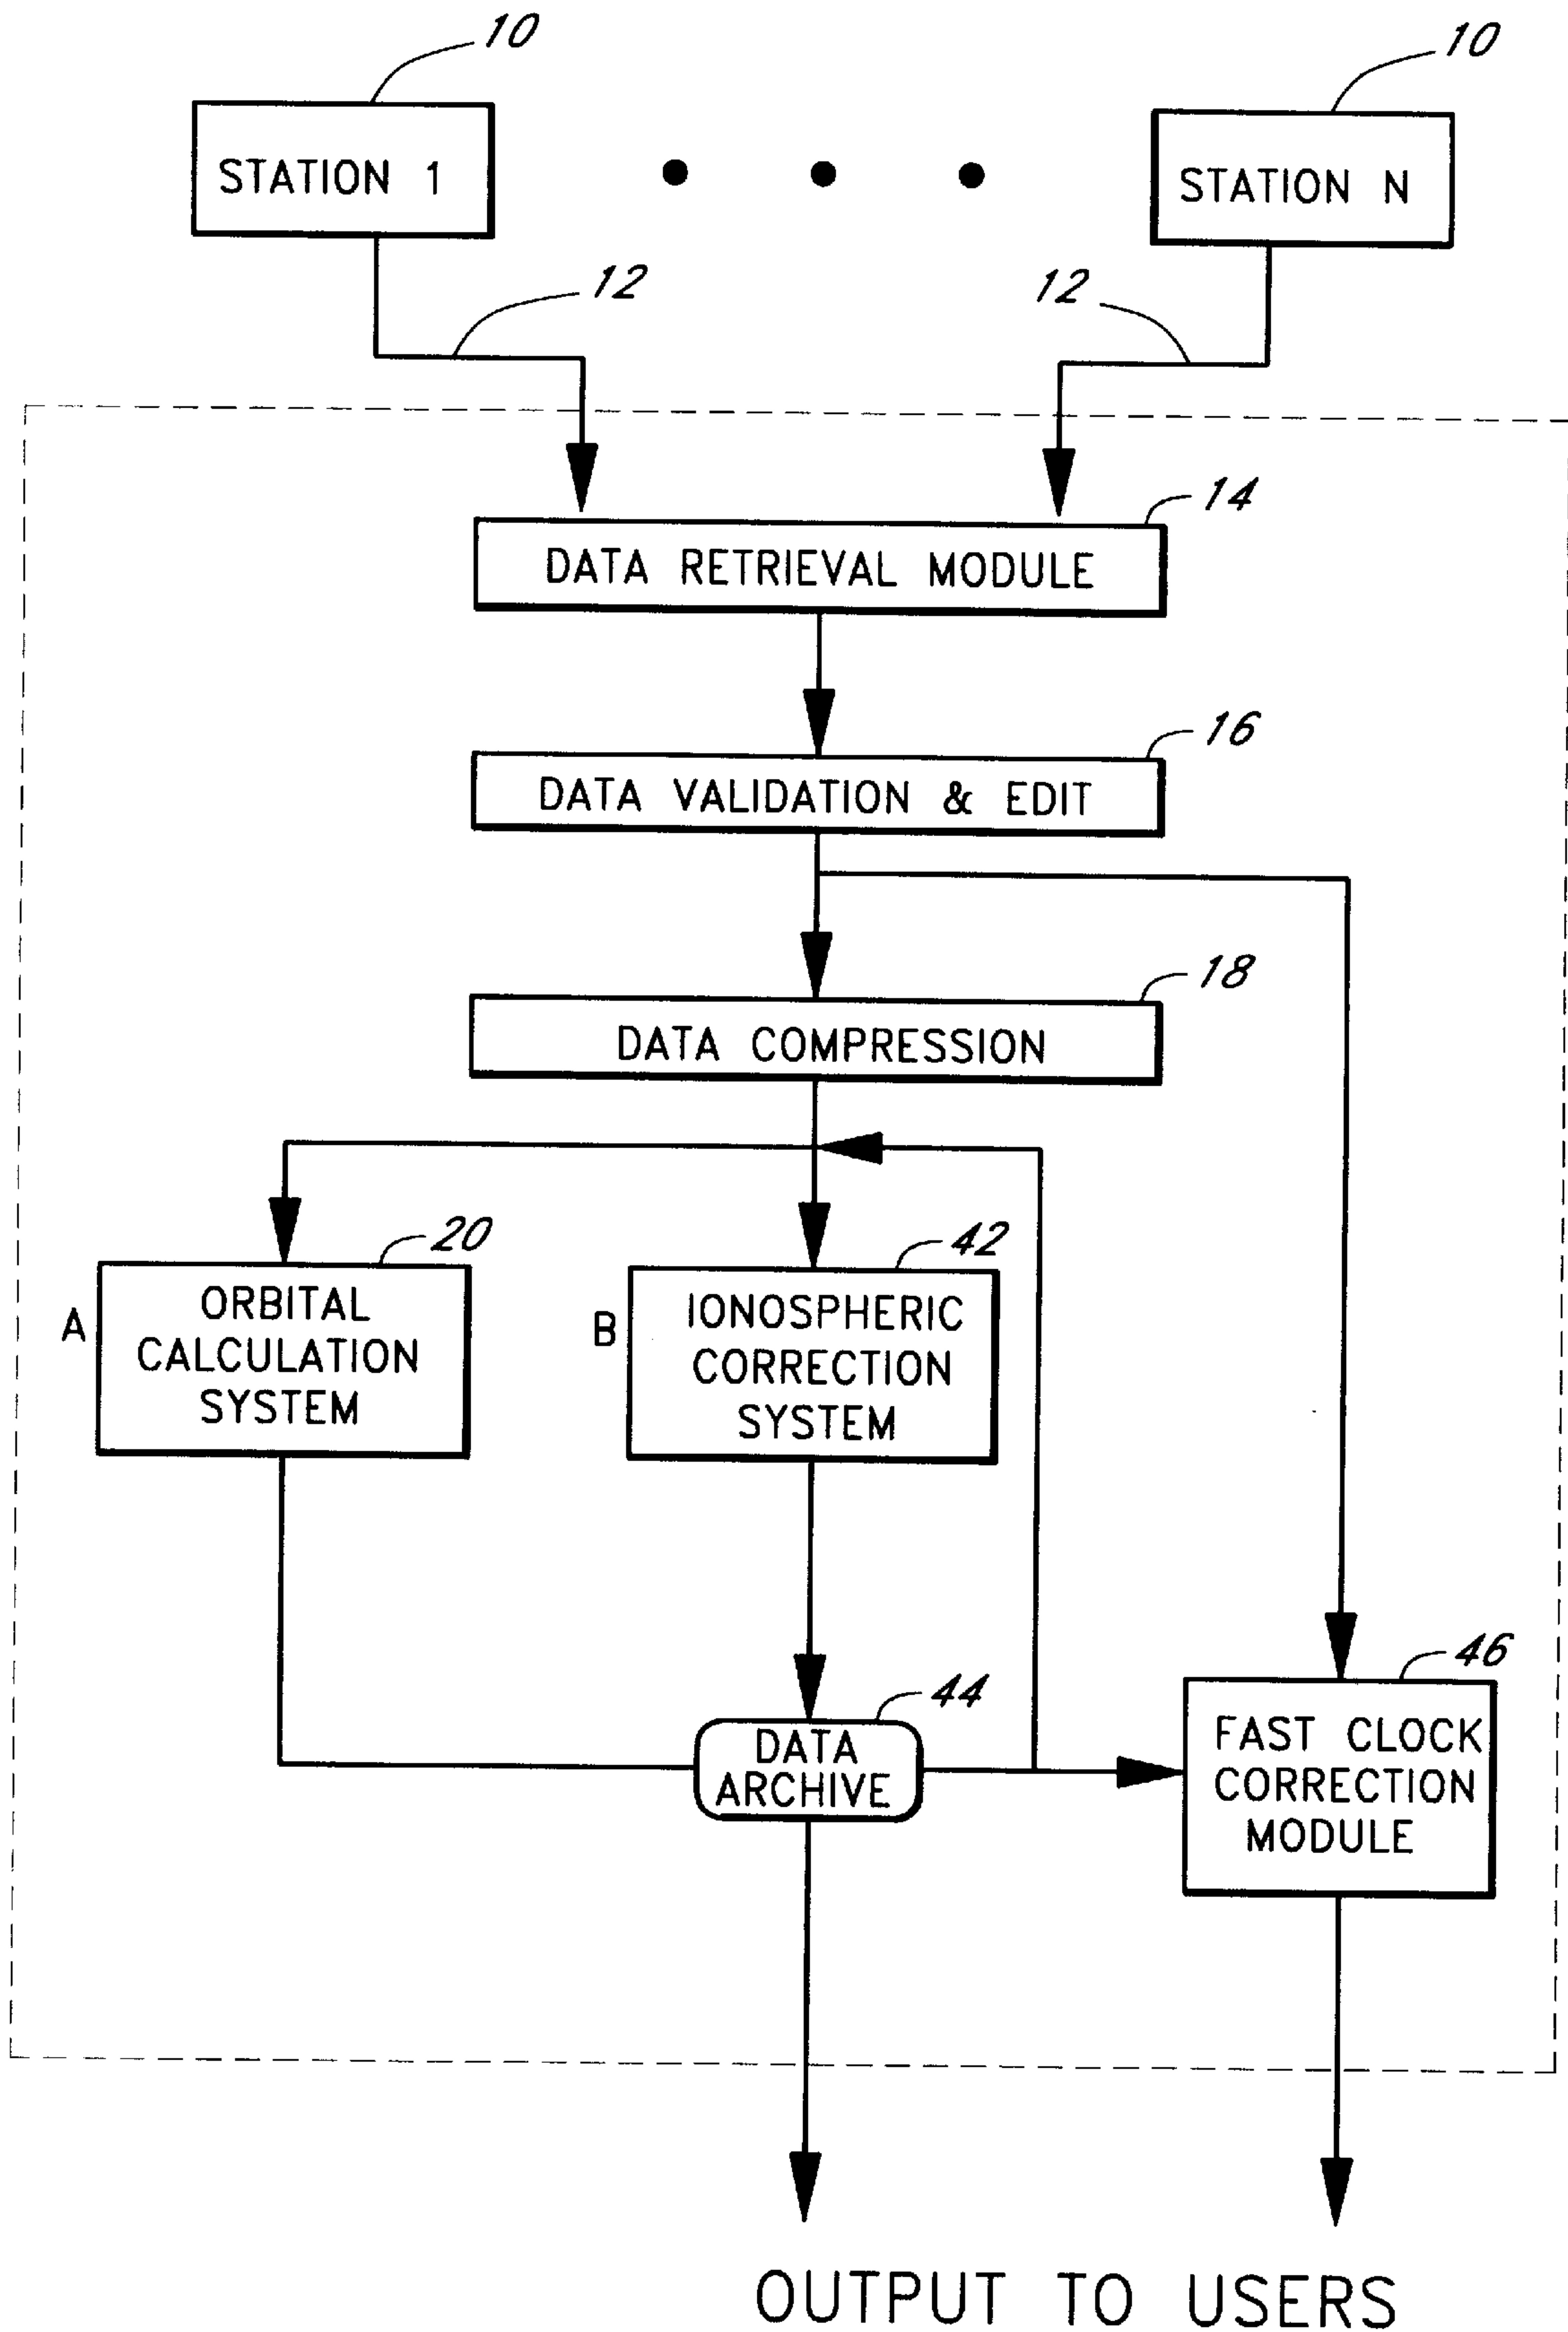 10
10
STATION 1
STATION N
12
12
14
DATA RETRIEVAL MODULE
16
DATA VALIDATION & EDIT
18
DATA COMPRESSION
20
42
A
ORBITAL
CALCULATION
SYSTEM
B
IONOSPHERIC
CORRECTION
SYSTEM
44
46
DATA
ARCHIVE
FAST CLOCK
CORRECTION
MODULE
OUTPUT TO USERS